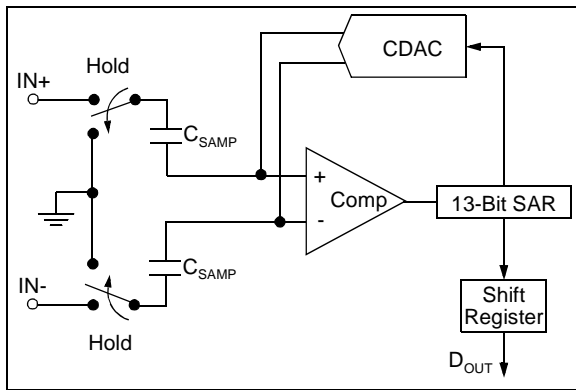 CDAC
Hold
IN+
C_SAMP
+
Comp
-
13-Bit SAR
C_SAMP
IN-
Hold
Shift
Register
D_OUT